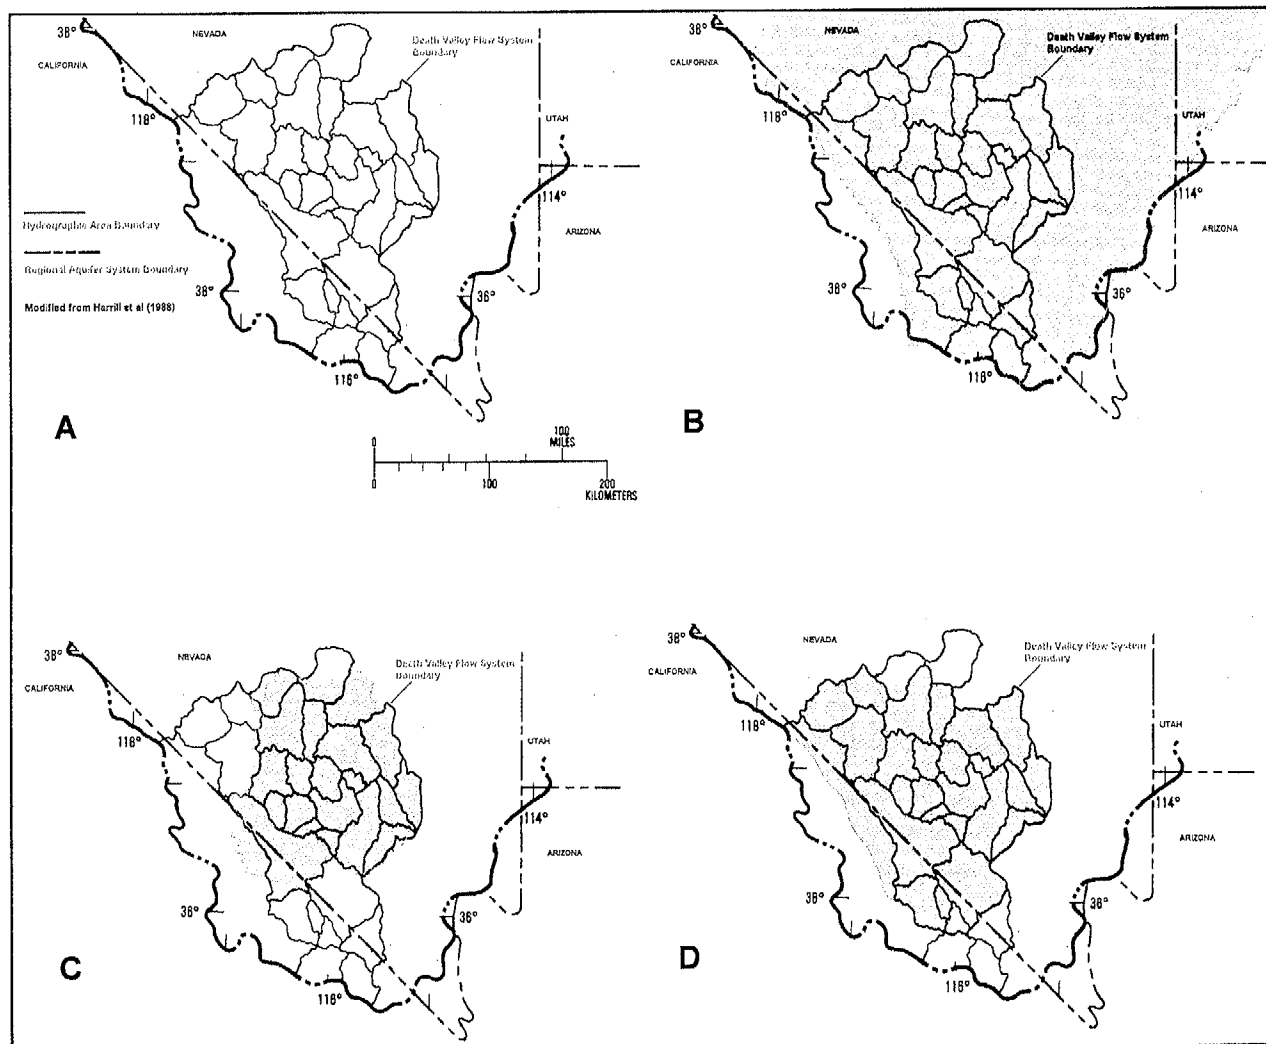 38°
NEVADA
CALIFORNIA
Death Valley Flow System
Boundary
118°
UTAH
114°
ARIZONA
Hydrographic Area Boundary
Regional Aquifer System Boundary
Modified from Harrill et al (1988)
38°
36°
116°
A
0
100
MILES
0
100
200
KILOMETERS
38°
NEVADA
CALIFORNIA
Death Valley Flow System
Boundary
118°
UTAH
114°
ARIZONA
36°
116°
B
38°
NEVADA
CALIFORNIA
Death Valley Flow System
Boundary
118°
UTAH
114°
ARIZONA
36°
36°
116°
C
38°
NEVADA
CALIFORNIA
Death Valley Flow System
Boundary
118°
UTAH
114°
ARIZONA
36°
116°
D